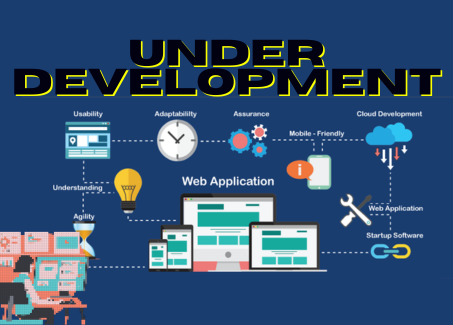 UNDER
DEVELOPMENT
Usability
Adaptability
Assurance
Cloud Development
Mobile - Friendly
Understanding
Web Application
Agility
Web Application
Startup Software